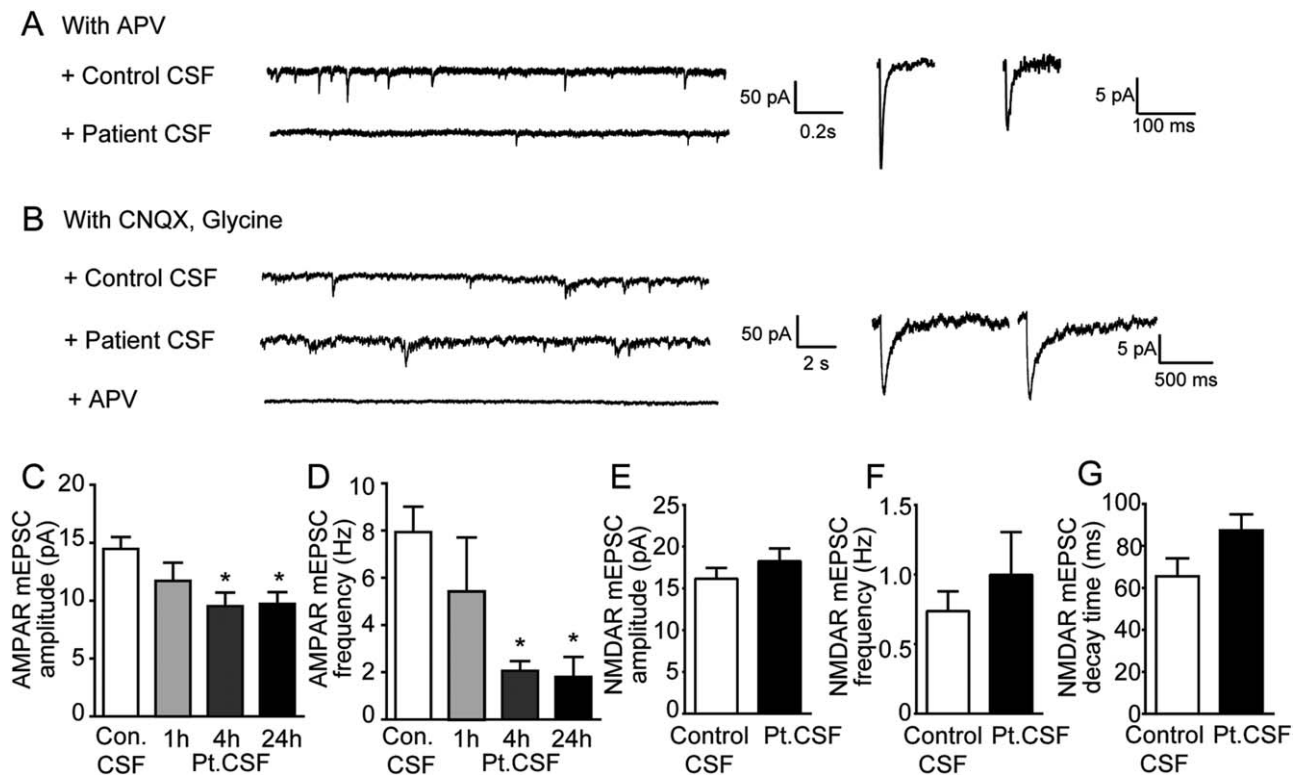 A With APV
+ Control CSF
+ Patient CSF
50 pA
0.2s
5 pA
100 ms
B With CNQX, Glycine
+ Control CSF
+ Patient CSF
+ APV
50 pA
2 s
5 pA
500 ms
C
AMPAR mEPSC
amplitude (pA)
20
15
10
5
0
* *
Con.
CSF
1h 4h 24h
Pt.CSF
D
AMPAR mEPSC
frequency (Hz)
10
8
6
4
2
0
* *
Con.
CSF
1h 4h 24h
Pt.CSF
E
NMDAR mEPSC
amplitude (pA)
25
20
15
10
5
0
Control
CSF
Pt.CSF
F
NMDAR mEPSC
frequency (Hz)
1.5
1.0
0.5
0
Control
CSF
Pt.CSF
G
NMDAR mEPSC
decay time (ms)
100
80
60
40
20
0
Control
CSF
Pt.CSF